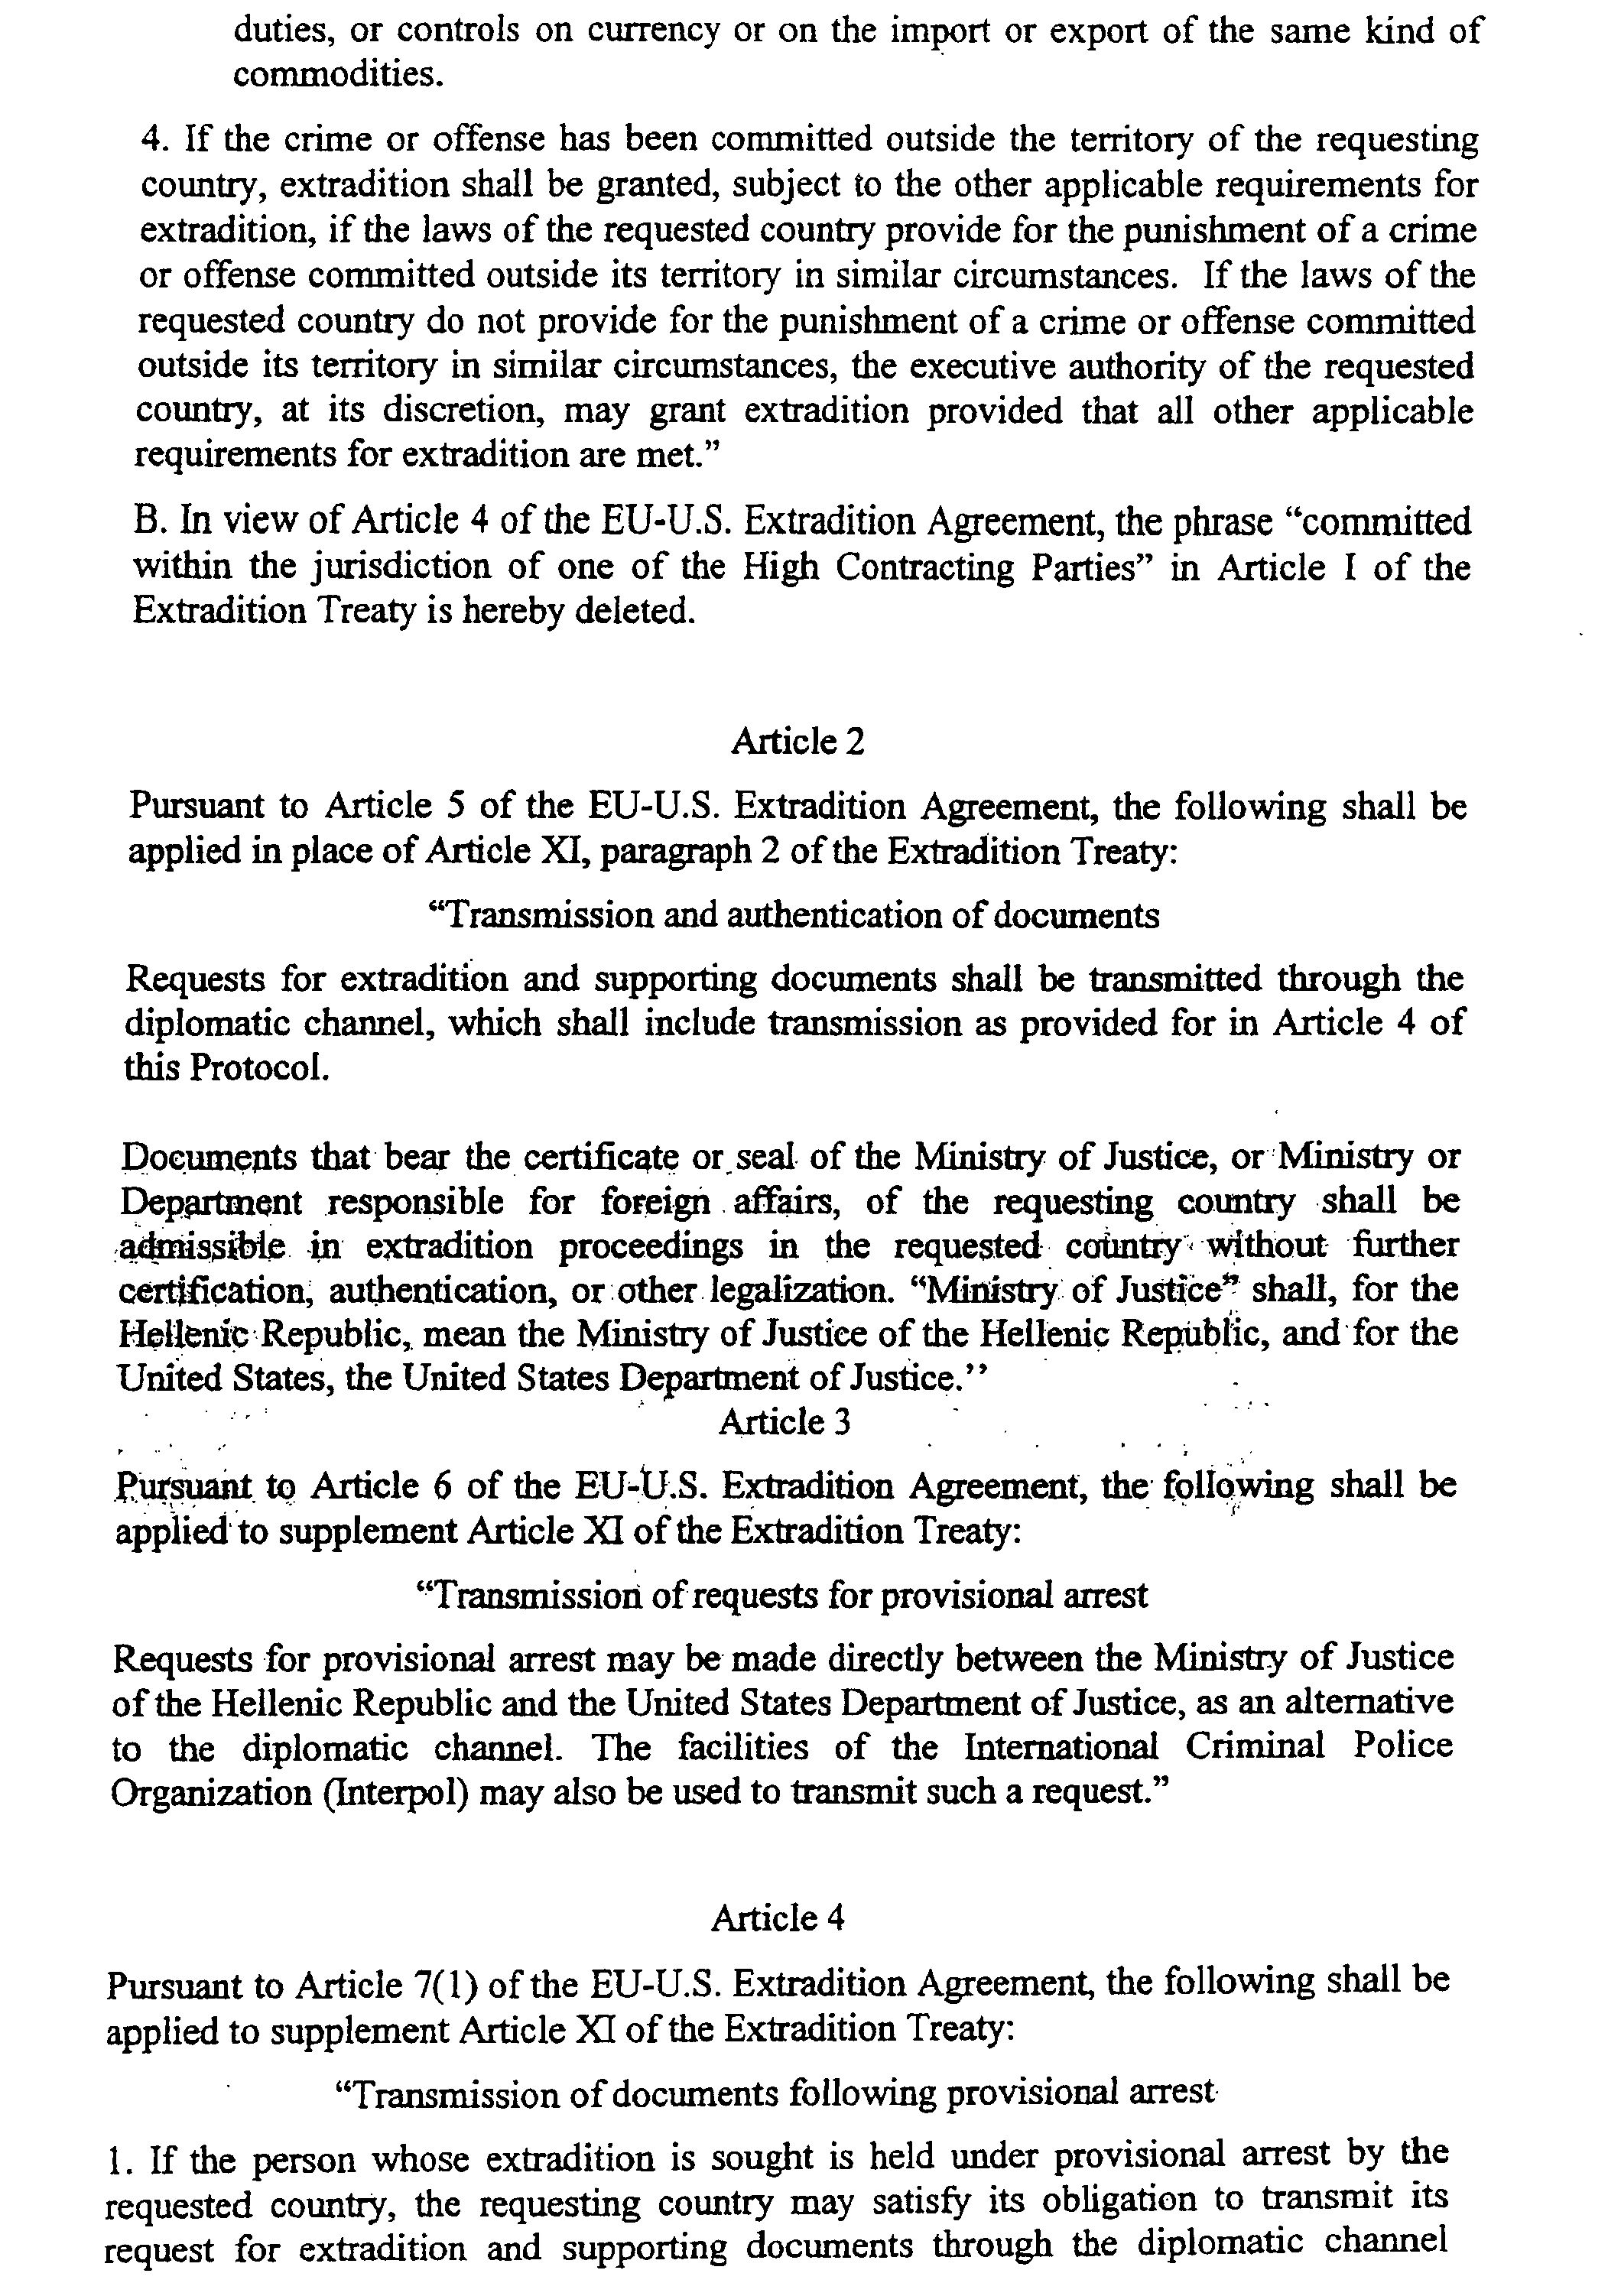 duties, or controls on currency or on the import or export of the same kind of
commodities.
4. If the crime or offense has been committed outside the territory of the requesting
country, extradition shall be granted, subject to the other applicable requirements for
extradition, if the laws of the requested country provide for the punishment of a crime
or offense committed outside its territory in similar circumstances. If the laws of the
requested country do not provide for the punishment of a crime or offense committed
outside its territory in similar circumstances, the executive authority of the requested
country, at its discretion, may grant extradition provided that all other applicable
requirements for extradition are met.”
B. In view of Article 4 of the EU-U.S. Extradition Agreement, the phrase “committed
within the jurisdiction of one of the High Contracting Parties” in Article I of the
Extradition Treaty is hereby deleted.
Article 2
Pursuant to Article 5 of the EU-U.S. Extradition Agreement, the following shall be
applied in place of Article XI, paragraph 2 of the Extradition Treaty:
“Transmission and authentication of documents
Requests for extradition and supporting documents shall be transmitted through the
diplomatic channel, which shall include transmission as provided for in Article 4 of
this Protocol.
Documents that bear the certificate or seal of the Ministry of Justice, or Ministry or
Department responsible for foreign affairs, of the requesting country shall be
admissible in extradition proceedings in the requested country without further
certification, authentication, or other legalization. “Ministry of Justice” shall, for the
Hellenic Republic, mean the Ministry of Justice of the Hellenic Republic, and for the
United States, the United States Department of Justice.’’
Article 3
Pursuant to Article 6 of the EU-U.S. Extradition Agreement, the following shall be
applied to supplement Article XI of the Extradition Treaty:
“Transmission of requests for provisional arrest
Requests for provisional arrest may be made directly between the Ministry of Justice
of the Hellenic Republic and the United States Department of Justice, as an alternative
to the diplomatic channel. The facilities of the International Criminal Police
Organization (Interpol) may also be used to transmit such a request.”
Article 4
Pursuant to Article 7(1) of the EU-U.S. Extradition Agreement, the following shall be
applied to supplement Article XI of the Extradition Treaty:
“Transmission of documents following provisional arrest
1. If the person whose extradition is sought is held under provisional arrest by the
requested country, the requesting country may satisfy its obligation to transmit its
request for extradition and supporting documents through the diplomatic channel